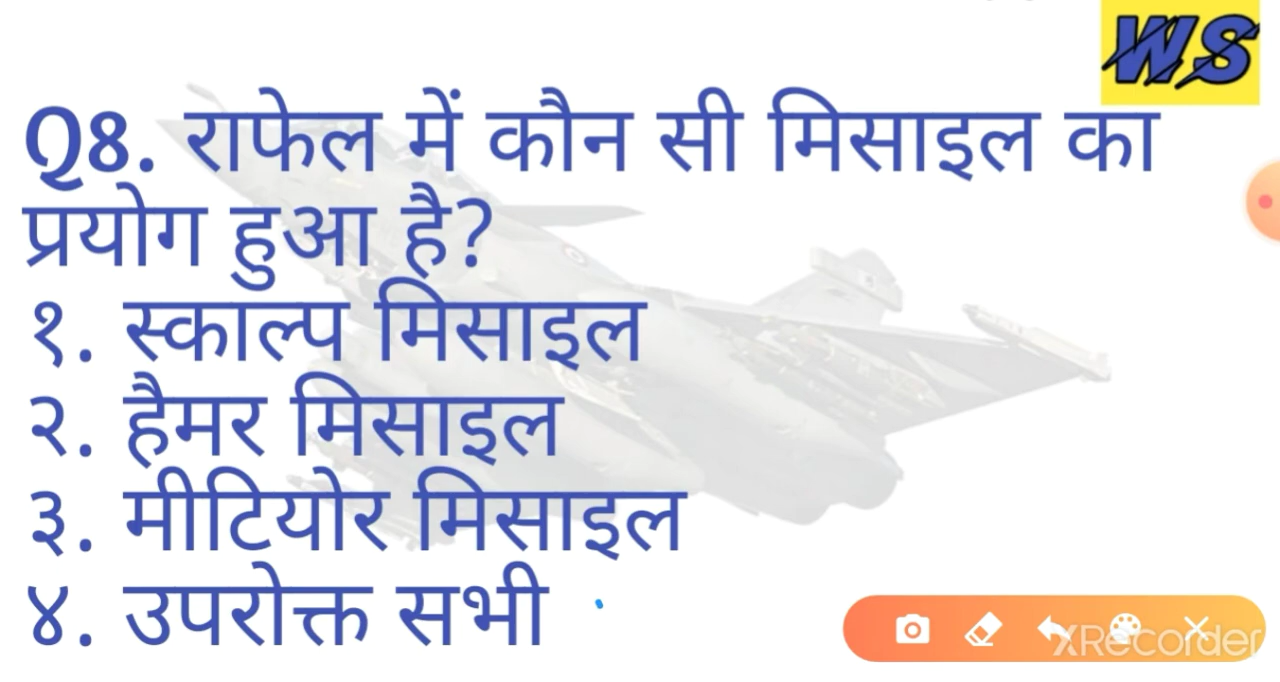 WS
Q8. राफेल में कौन सी मिसाइल का
प्रयोग हुआ है?
१. स्काल्प मिसाइल
२. हैमर मिसाइल
३. मीटियोर मिसाइल
४. उपरोक्त सभी
XRecorder